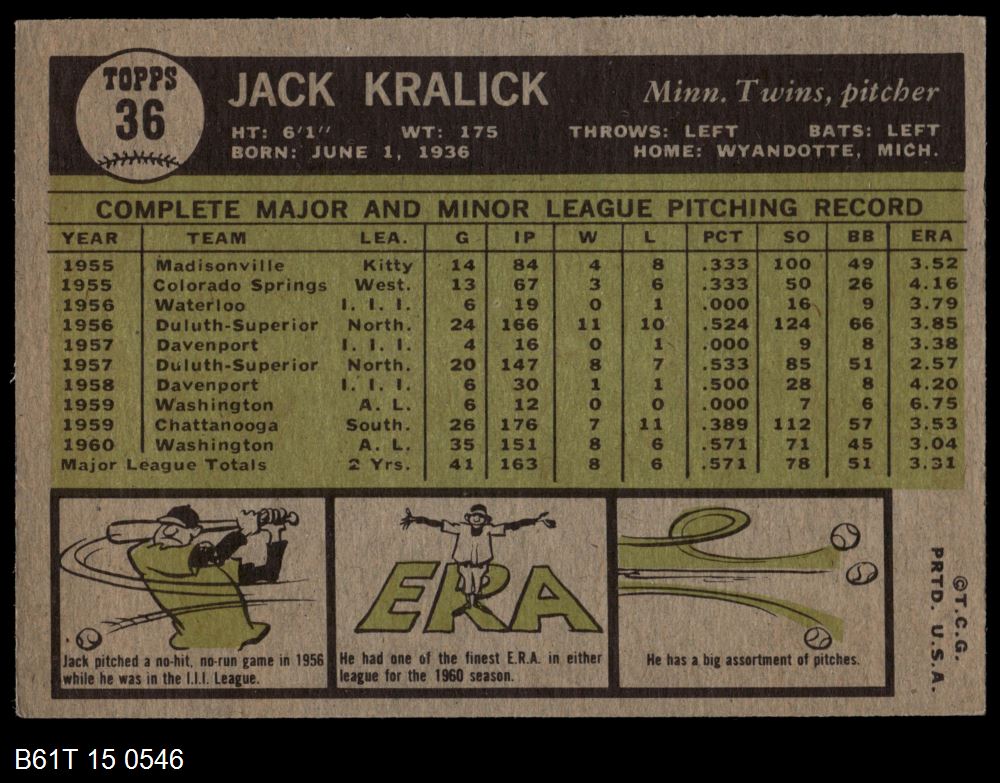 TOPPS
36
JACK KRALICK
Minn. Twins, pitcher
HT: 6'1" WT: 175 THROWS: LEFT BATS: LEFT
BORN: JUNE 1, 1936 HOME: WYANDOTTE, MICH.
COMPLETE MAJOR AND MINOR LEAGUE PITCHING RECORD
YEAR TEAM LEA. G IP W L PCT SO BB ERA
1955 Madisonville Kitty 14 84 4 8 .333 100 49 3.52
1955 Colorado Springs West. 13 67 3 6 .333 50 26 4.16
1956 Waterloo I. I. I. 6 19 0 1 .000 16 9 3.79
1956 Duluth-Superior North. 24 166 11 10 .524 124 66 3.85
1957 Davenport I. I. I. 4 16 0 1 .000 9 8 3.38
1957 Duluth-Superior North. 20 147 8 7 .533 85 51 2.57
1958 Davenport I. I. I. 6 30 1 1 .500 28 8 4.20
1959 Washington A. L. 6 12 0 0 .000 7 6 6.75
1959 Chattanooga South. 26 176 7 11 .389 112 57 3.53
1960 Washington A. L. 35 151 8 6 .571 71 45 3.04
Major League Totals 2 Yrs. 41 163 8 6 .571 78 51 3.31
Jack pitched a no-hit, no-run game in 1956
while he was in the I.I.I. League.
ERA
He had one of the finest E.R.A. in either
league for the 1960 season.
He has a big assortment of pitches.
©T.C.G.
PRTD. U.S.A.
B61T 15 0546